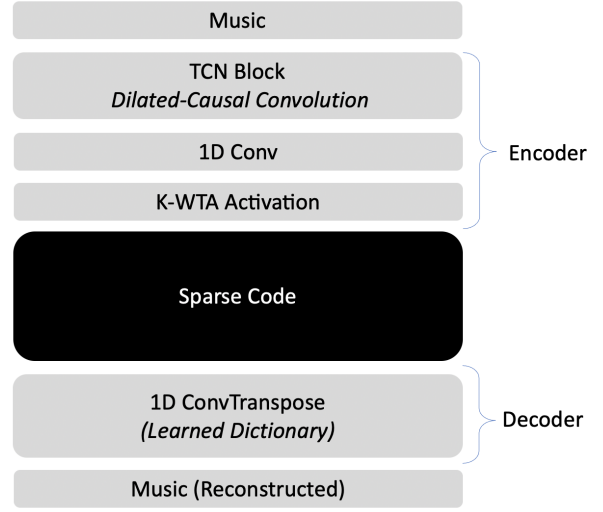 Music
TCN Block
Dilated-Causal Convolution
1D Conv
Encoder
K-WTA Activation
Sparse Code
1D ConvTranspose
(Learned Dictionary)
Decoder
Music (Reconstructed)